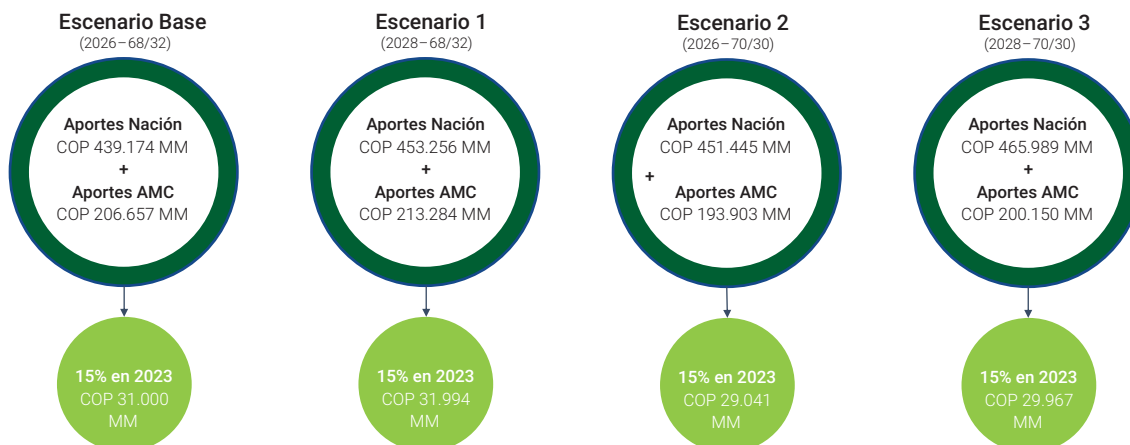 Escenario Base
(2026–68/32)
Aportes Nación
COP 439.174 MM
+
Aportes AMC
COP 206.657 MM
15% en 2023
COP 31.000
MM
Escenario 1
(2028–68/32)
Aportes Nación
COP 453.256 MM
+
Aportes AMC
COP 213.284 MM
15% en 2023
COP 31.994
MM
Escenario 2
(2026–70/30)
Aportes Nación
COP 451.445 MM
+
Aportes AMC
COP 193.903 MM
15% en 2023
COP 29.041
MM
Escenario 3
(2028–70/30)
Aportes Nación
COP 465.989 MM
+
Aportes AMC
COP 200.150 MM
15% en 2023
COP 29.967
MM